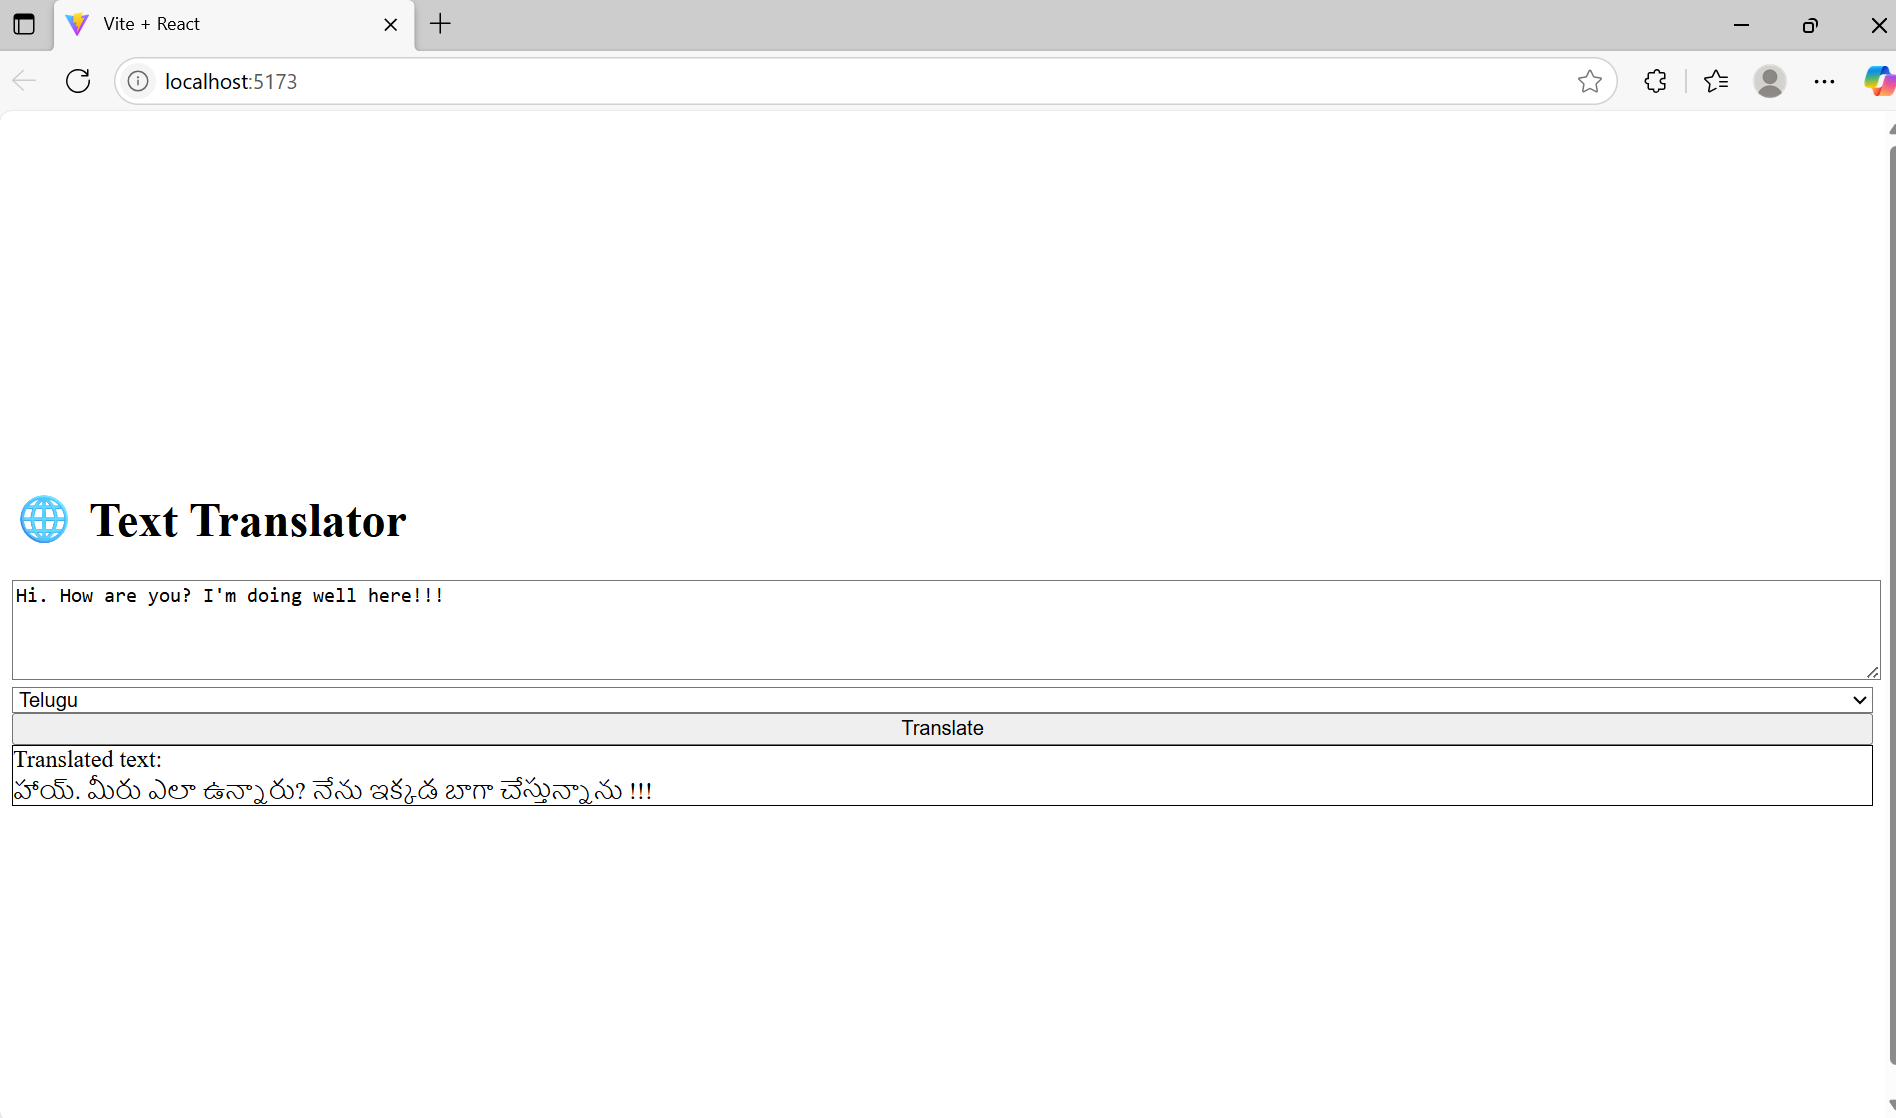 Vite + React
localhost:5173
🌐 Text Translator
Hi. How are you? I'm doing well here!!!
Telugu
Translate
Translated text:
హాయ్. మీరు ఎలా ఉన్నారు? నేను ఇక్కడ బాగా చేస్తున్నాను !!!